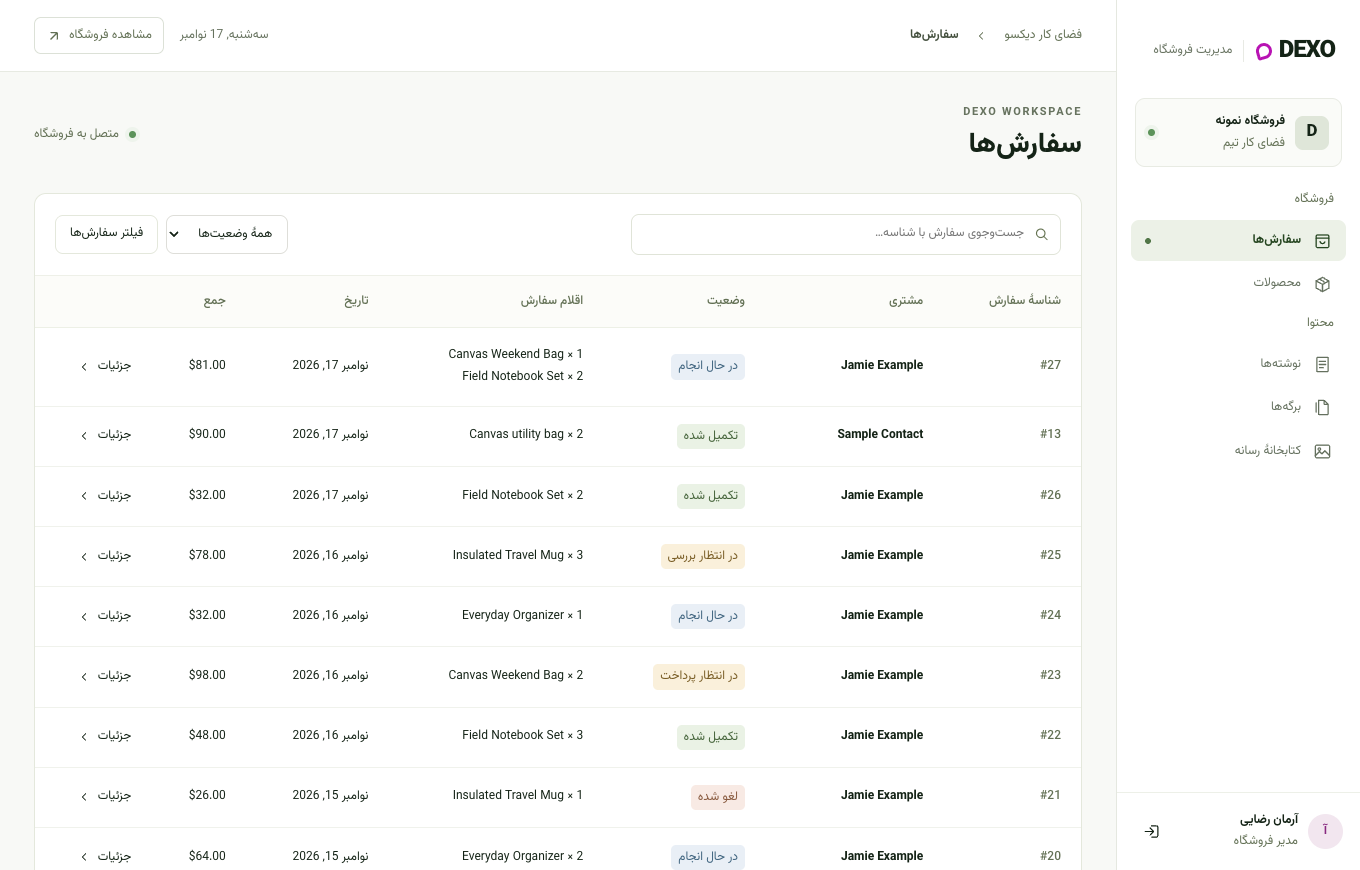 DEXO
مدیریت فروشگاه
D
فروشگاه نمونه
فضای کار تیم
فروشگاه
سفارش‌ها
محصولات
محتوا
نوشته‌ها
برگه‌ها
کتابخانهٔ رسانه
آ
آرمان رضایی
مدیر فروشگاه
فضای کار دیکسو
سفارش‌ها
سه‌شنبه, 17 نوامبر
مشاهده فروشگاه
DEXO WORKSPACE
سفارش‌ها
متصل به فروشگاه
جست‌وجوی سفارش با شناسه...
همهٔ وضعیت‌ها
فیلتر سفارش‌ها
شناسهٔ سفارش مشتری وضعیت اقلام سفارش تاریخ جمع
#27 Jamie Example در حال انجام Canvas Weekend Bag × 1 نوامبر 17, 2026 $81.00 جزئیات
Field Notebook Set × 2
#13 Sample Contact تکمیل شده Canvas utility bag × 2 نوامبر 17, 2026 $90.00 جزئیات
#26 Jamie Example تکمیل شده Field Notebook Set × 2 نوامبر 17, 2026 $32.00 جزئیات
#25 Jamie Example در انتظار بررسی Insulated Travel Mug × 3 نوامبر 16, 2026 $78.00 جزئیات
#24 Jamie Example در حال انجام Everyday Organizer × 1 نوامبر 16, 2026 $32.00 جزئیات
#23 Jamie Example در انتظار پرداخت Canvas Weekend Bag × 2 نوامبر 16, 2026 $98.00 جزئیات
#22 Jamie Example تکمیل شده Field Notebook Set × 3 نوامبر 16, 2026 $48.00 جزئیات
#21 Jamie Example لغو شده Insulated Travel Mug × 1 نوامبر 15, 2026 $26.00 جزئیات
#20 Jamie Example در حال انجام Everyday Organizer × 2 نوامبر 15, 2026 $64.00 جزئیات